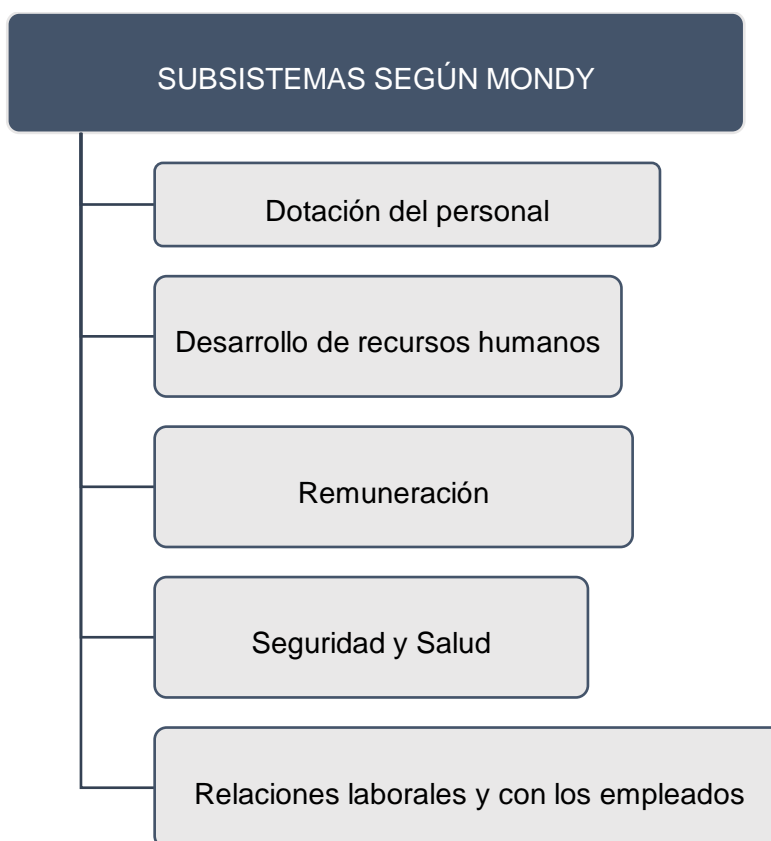 SUBSISTEMAS SEGÚN MONDY
Dotación del personal
Desarrollo de recursos humanos
Remuneración
Seguridad y Salud
Relaciones laborales y con los empleados